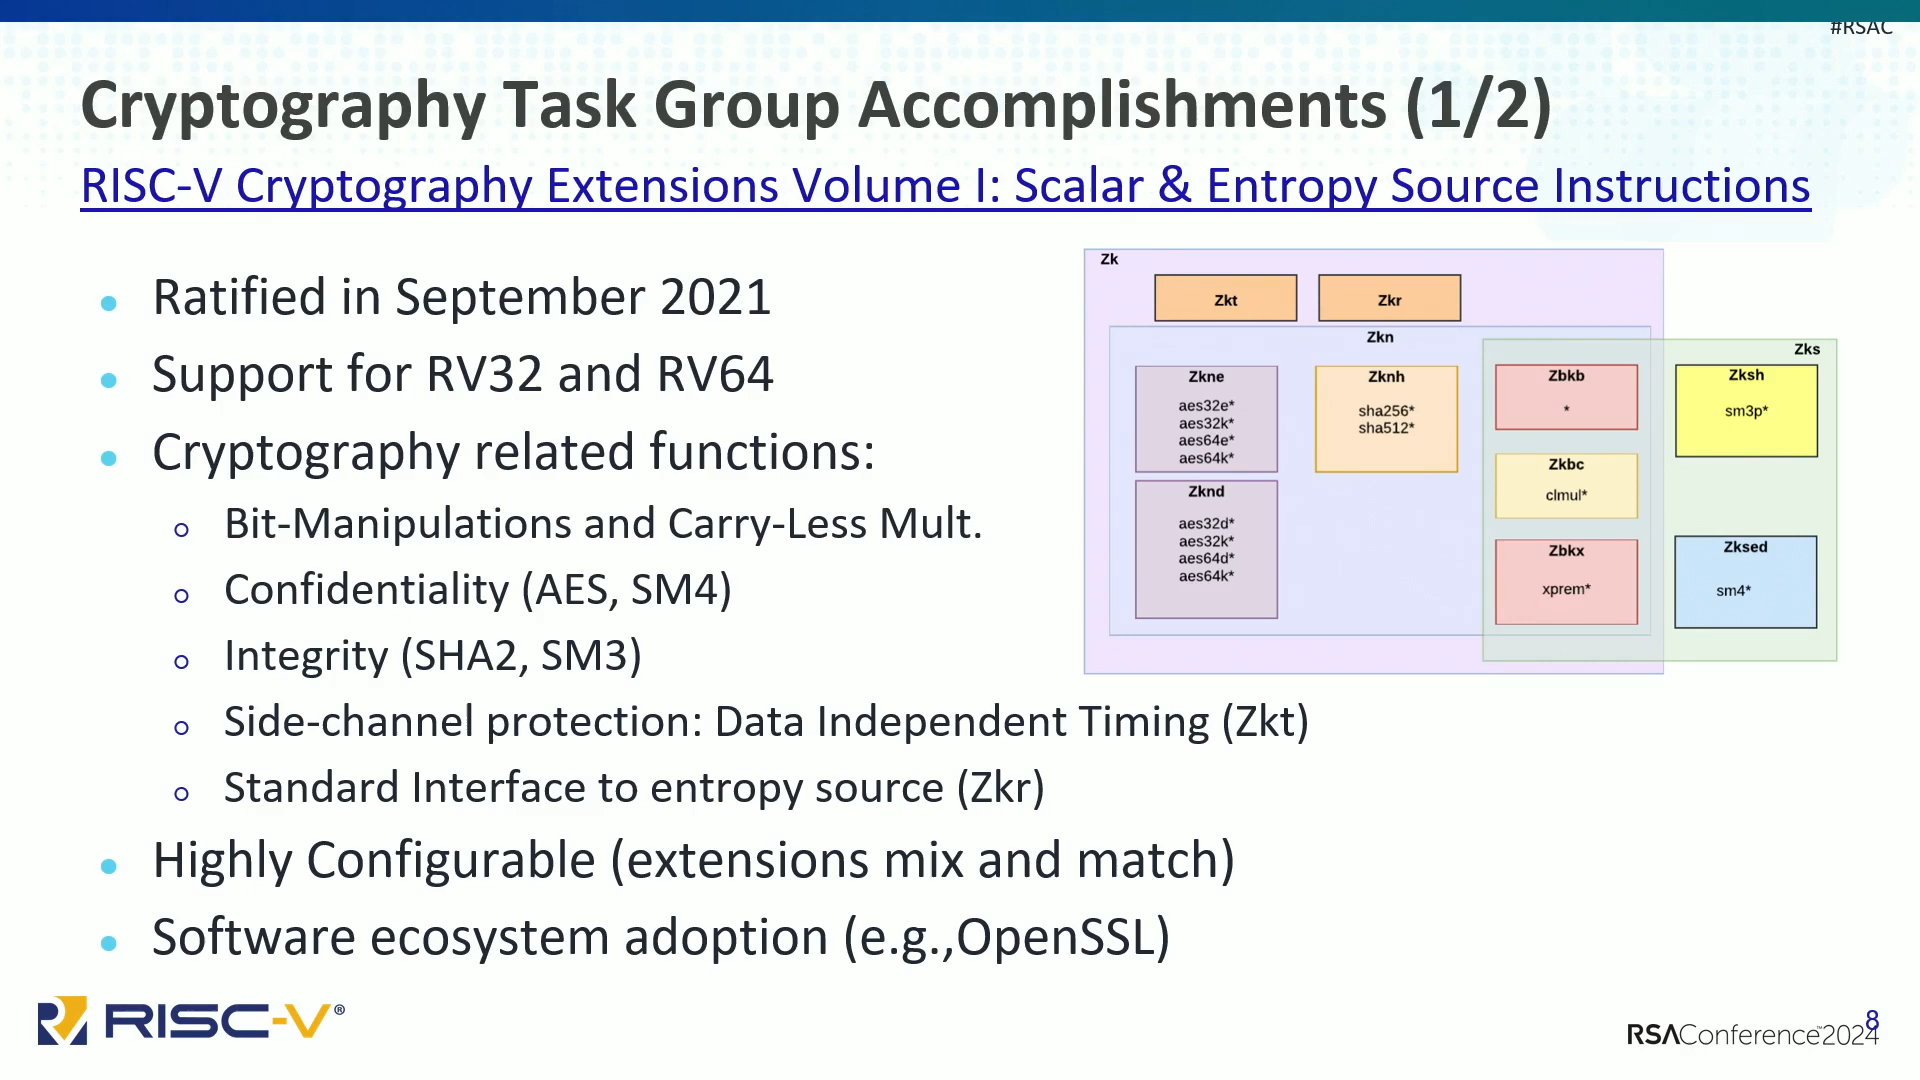 #RSAC
Cryptography Task Group Accomplishments (1/2)
RISC-V Cryptography Extensions Volume I: Scalar & Entropy Source Instructions
Ratified in September 2021
Support for RV32 and RV64
Cryptography related functions:
Bit-Manipulations and Carry-Less Mult.
Confidentiality (AES, SM4)
Integrity (SHA2, SM3)
Side-channel protection: Data Independent Timing (Zkt)
Standard Interface to entropy source (Zkr)
Highly Configurable (extensions mix and match)
Software ecosystem adoption (e.g.,OpenSSL)
Zk
Zkt
Zkr
Zkn
Zkne
aes32e*
aes32k*
aes64e*
aes64k*
Zknd
aes32d*
aes32k*
aes64d*
aes64k*
Zknh
sha256*
sha512*
Zks
Zbkb
*
Zkbc
clmul*
Zbkx
xprem*
Zksh
sm3p*
Zksed
sm4*
RISC-V®
8
RSAConference™2024